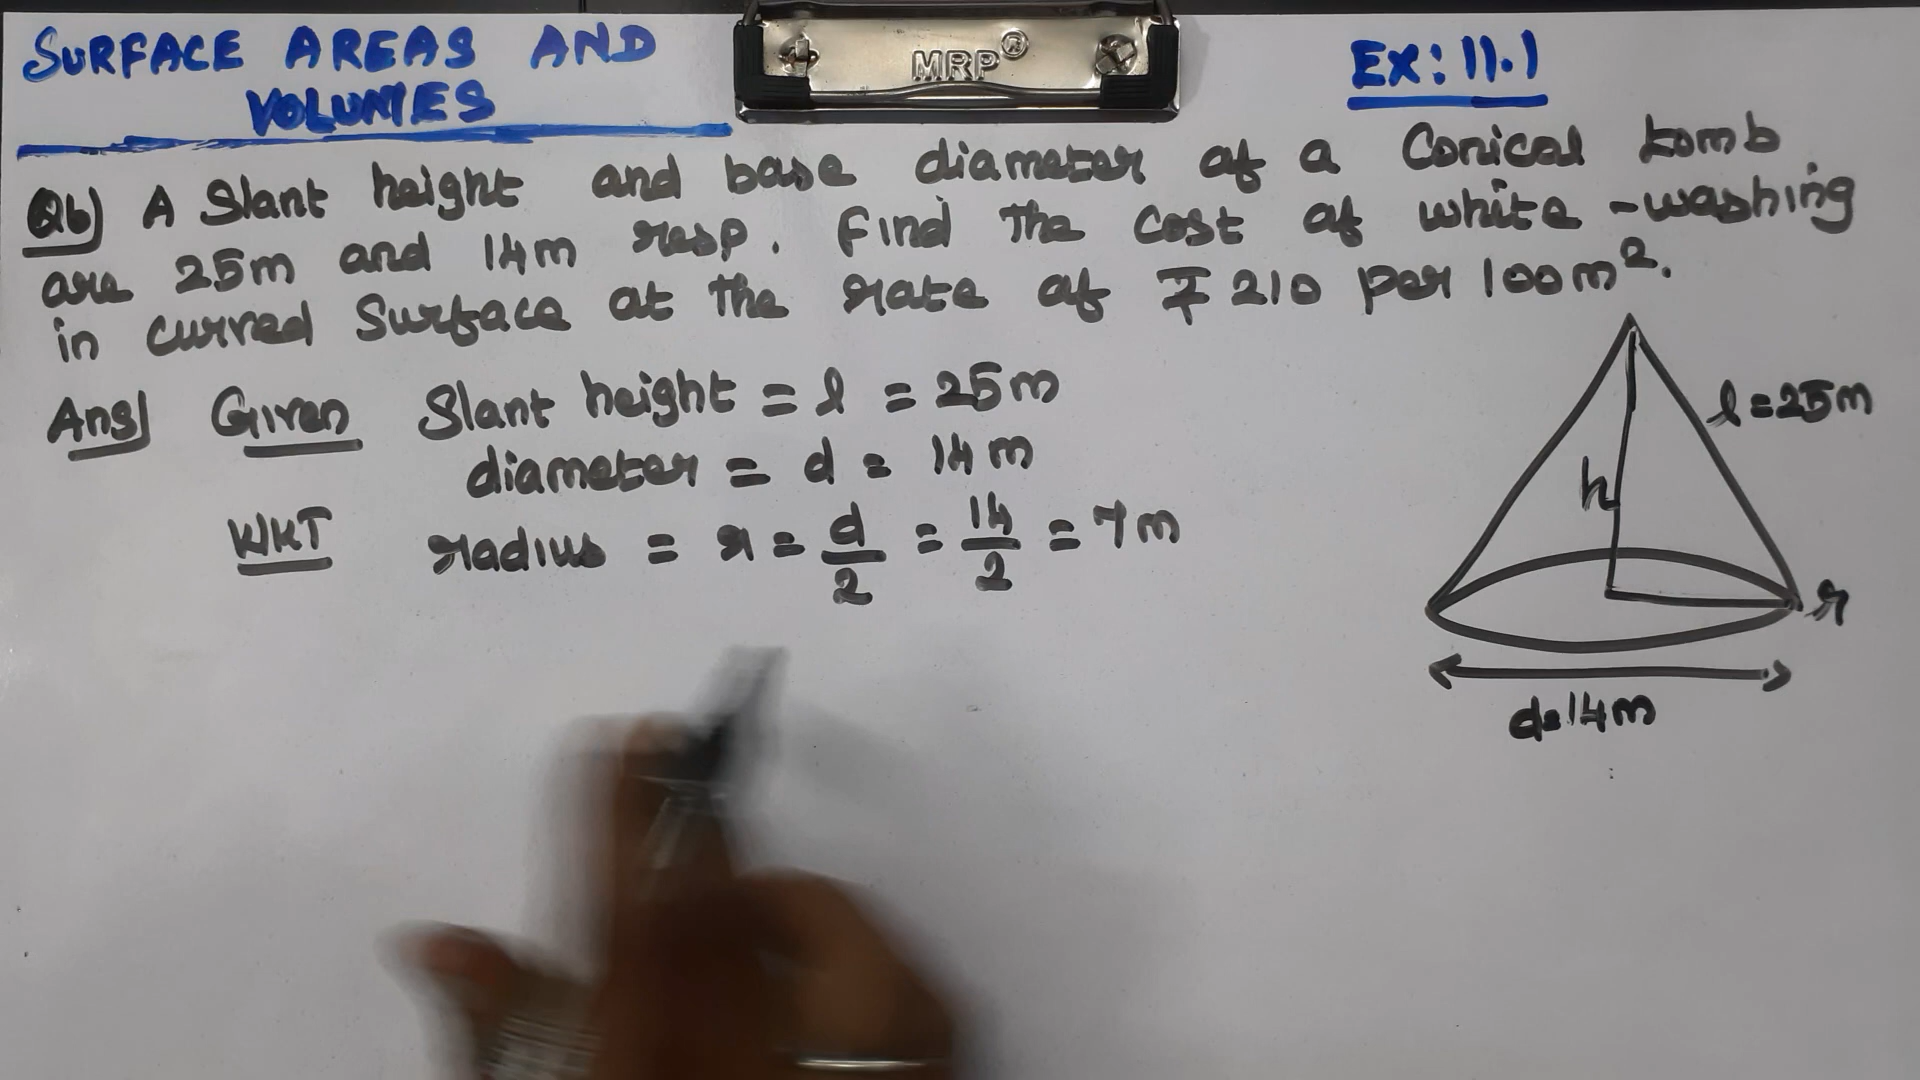 SURFACE AREAS AND
VOLUMES
MRP®
Ex: 11.1
Q6) A Slant height and base diameter of a Conical tomb
are 25m and 14m resp. Find The Cost of white-washing
in curved Surface at the rate of ₹ 210 per 100m².
Ans) Given Slant height = l = 25m
diameter = d = 14m
WKT radius = r = d/2 = 14/2 = 7m
l=25m
h
r
d=14m